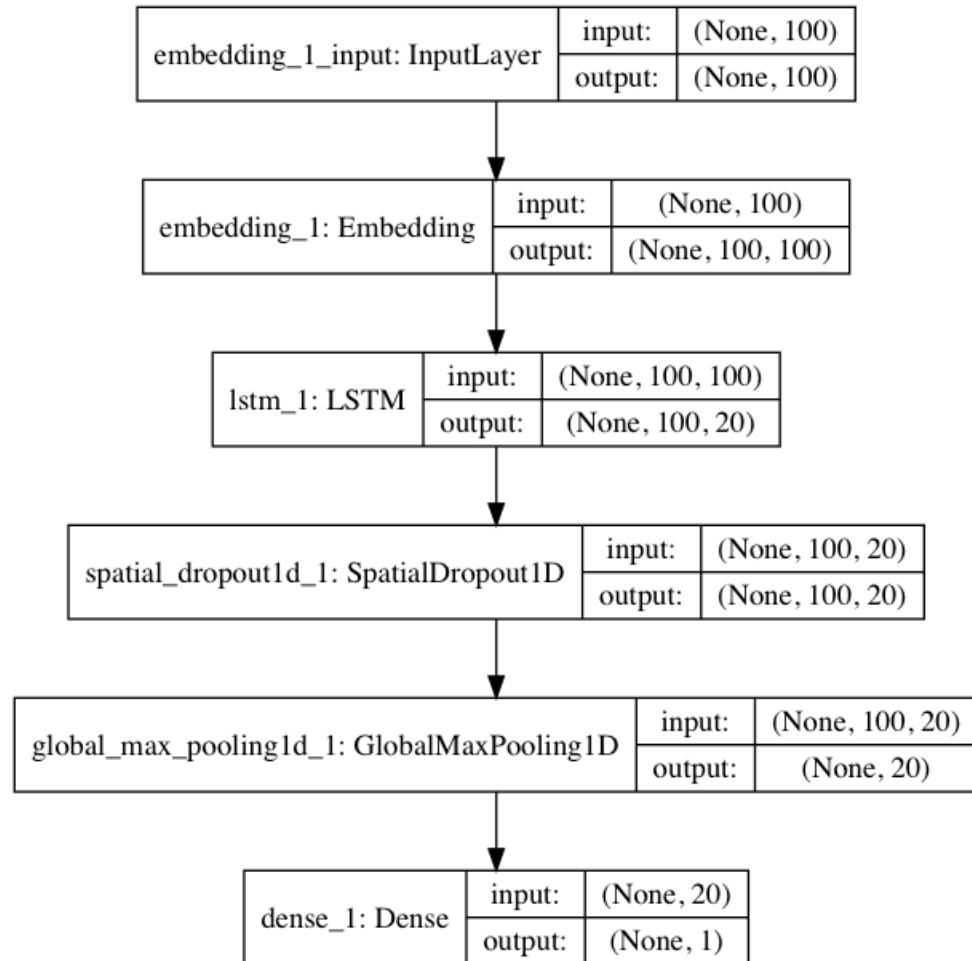 embedding_1_input: InputLayer
input: (None, 100)
output: (None, 100)
embedding_1: Embedding
input: (None, 100)
output: (None, 100, 100)
lstm_1: LSTM
input: (None, 100, 100)
output: (None, 100, 20)
spatial_dropout1d_1: SpatialDropout1D
input: (None, 100, 20)
output: (None, 100, 20)
global_max_pooling1d_1: GlobalMaxPooling1D
input: (None, 100, 20)
output: (None, 20)
dense_1: Dense
input: (None, 20)
output: (None, 1)